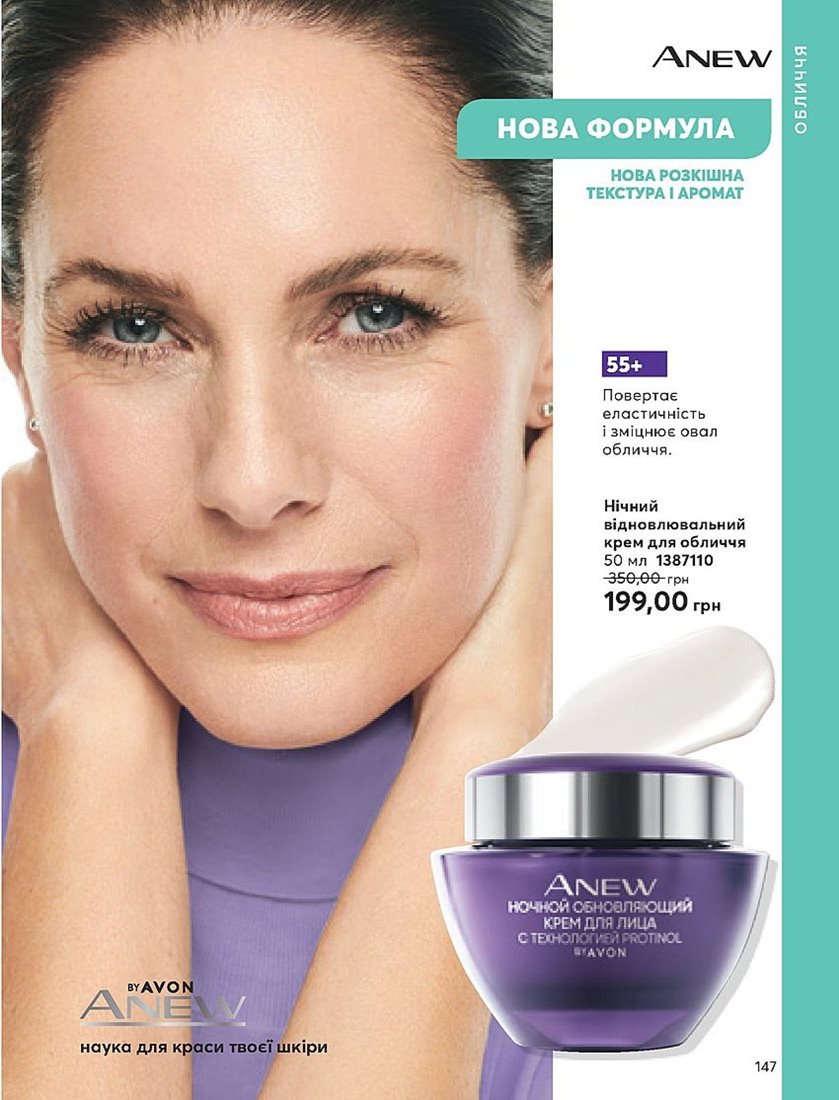 ANEW
ОБЛИЧЧЯ
НОВА ФОРМУЛА
НОВА РОЗКІШНА
ТЕКСТУРА І АРОМАТ
55+
Повертає
еластичність
і зміцнює овал
обличчя.
Нічний
відновлювальний
крем для обличчя
50 мл 1387110
350,00 грн
199,00 грн
ANEW
НОЧНОЙ ОБНОВЛЯЮЩИЙ
КРЕМ ДЛЯ ЛИЦА
С ТЕХНОЛОГИЕЙ PROTINOL
BY AVON
BY AVON
ANEW
наука для краси твоєї шкіри
147